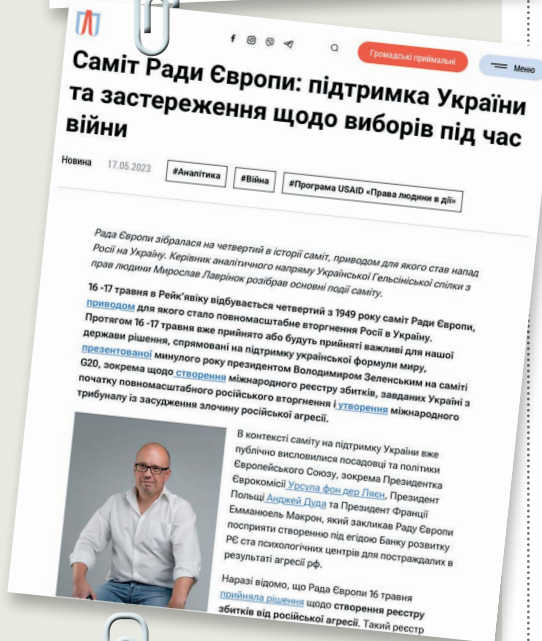 Громадські приймальні
Меню
Саміт Ради Європи: підтримка України
та застереження щодо виборів під час
війни
Новина 17.05.2023 #Аналітика #Війна #Програма USAID «Права людини в дії»
Рада Європи зібралася на четвертий в історії саміт, приводом для якого став напад
Росії на Україну. Керівник аналітичного напряму Української Гельсінської спілки з
прав людини Мирослав Лаврінок розібрав основні події саміту.
16 -17 травня в Рейк’явіку відбувається четвертий з 1949 року саміт Ради Європи,
приводом для якого стало повномасштабне вторгнення Росії в Україну.
Протягом 16 -17 травня вже прийнято або будуть прийняті важливі для нашої
держави рішення, спрямовані на підтримку української формули миру,
презентованої минулого року президентом Володимиром Зеленським на саміті
G20, зокрема щодо створення міжнародного реєстру збитків, завданих Україні з
початку повномасштабного російського вторгнення і утворення міжнародного
трибуналу із засудження злочину російської агресії.
В контексті саміту на підтримку України вже
публічно висловилися посадовці та політики
Європейського Союзу, зокрема Президентка
Єврокомісії Урсула фон дер Ляєн, Президент
Польщі Анджей Дуда та Президент Франції
Емманюель Макрон, який закликав Раду Європи
посприяти створенню під егідою Банку розвитку
РЄ ста психологічних центрів для постраждалих в
результаті агресії рф.
Наразі відомо, що Рада Європи 16 травня
прийняла рішення щодо створення реєстру
збитків від російської агресії. Такий реєстр